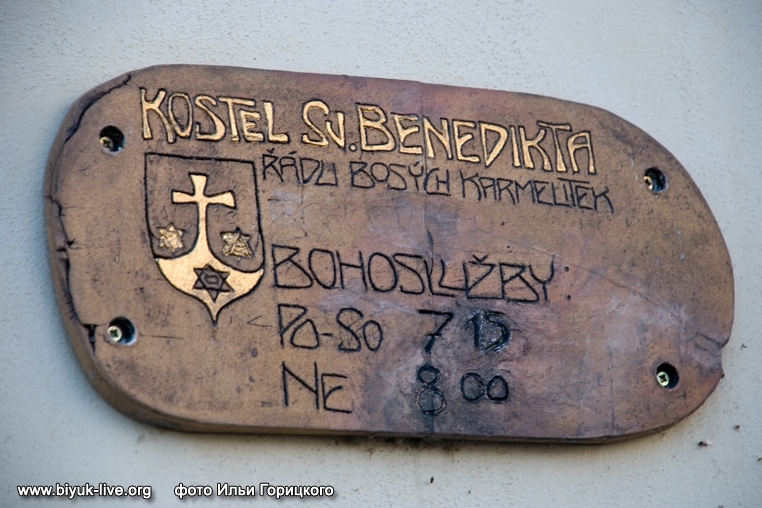 KOSTEL SV. BENEDIKTA
ŘÁDU BOSÝCH KARMELITEK
BOHOSLUŽBY
PO-SO 7 15
NE 8 00
www.biyuk-live.org фото Ильи Горицкого